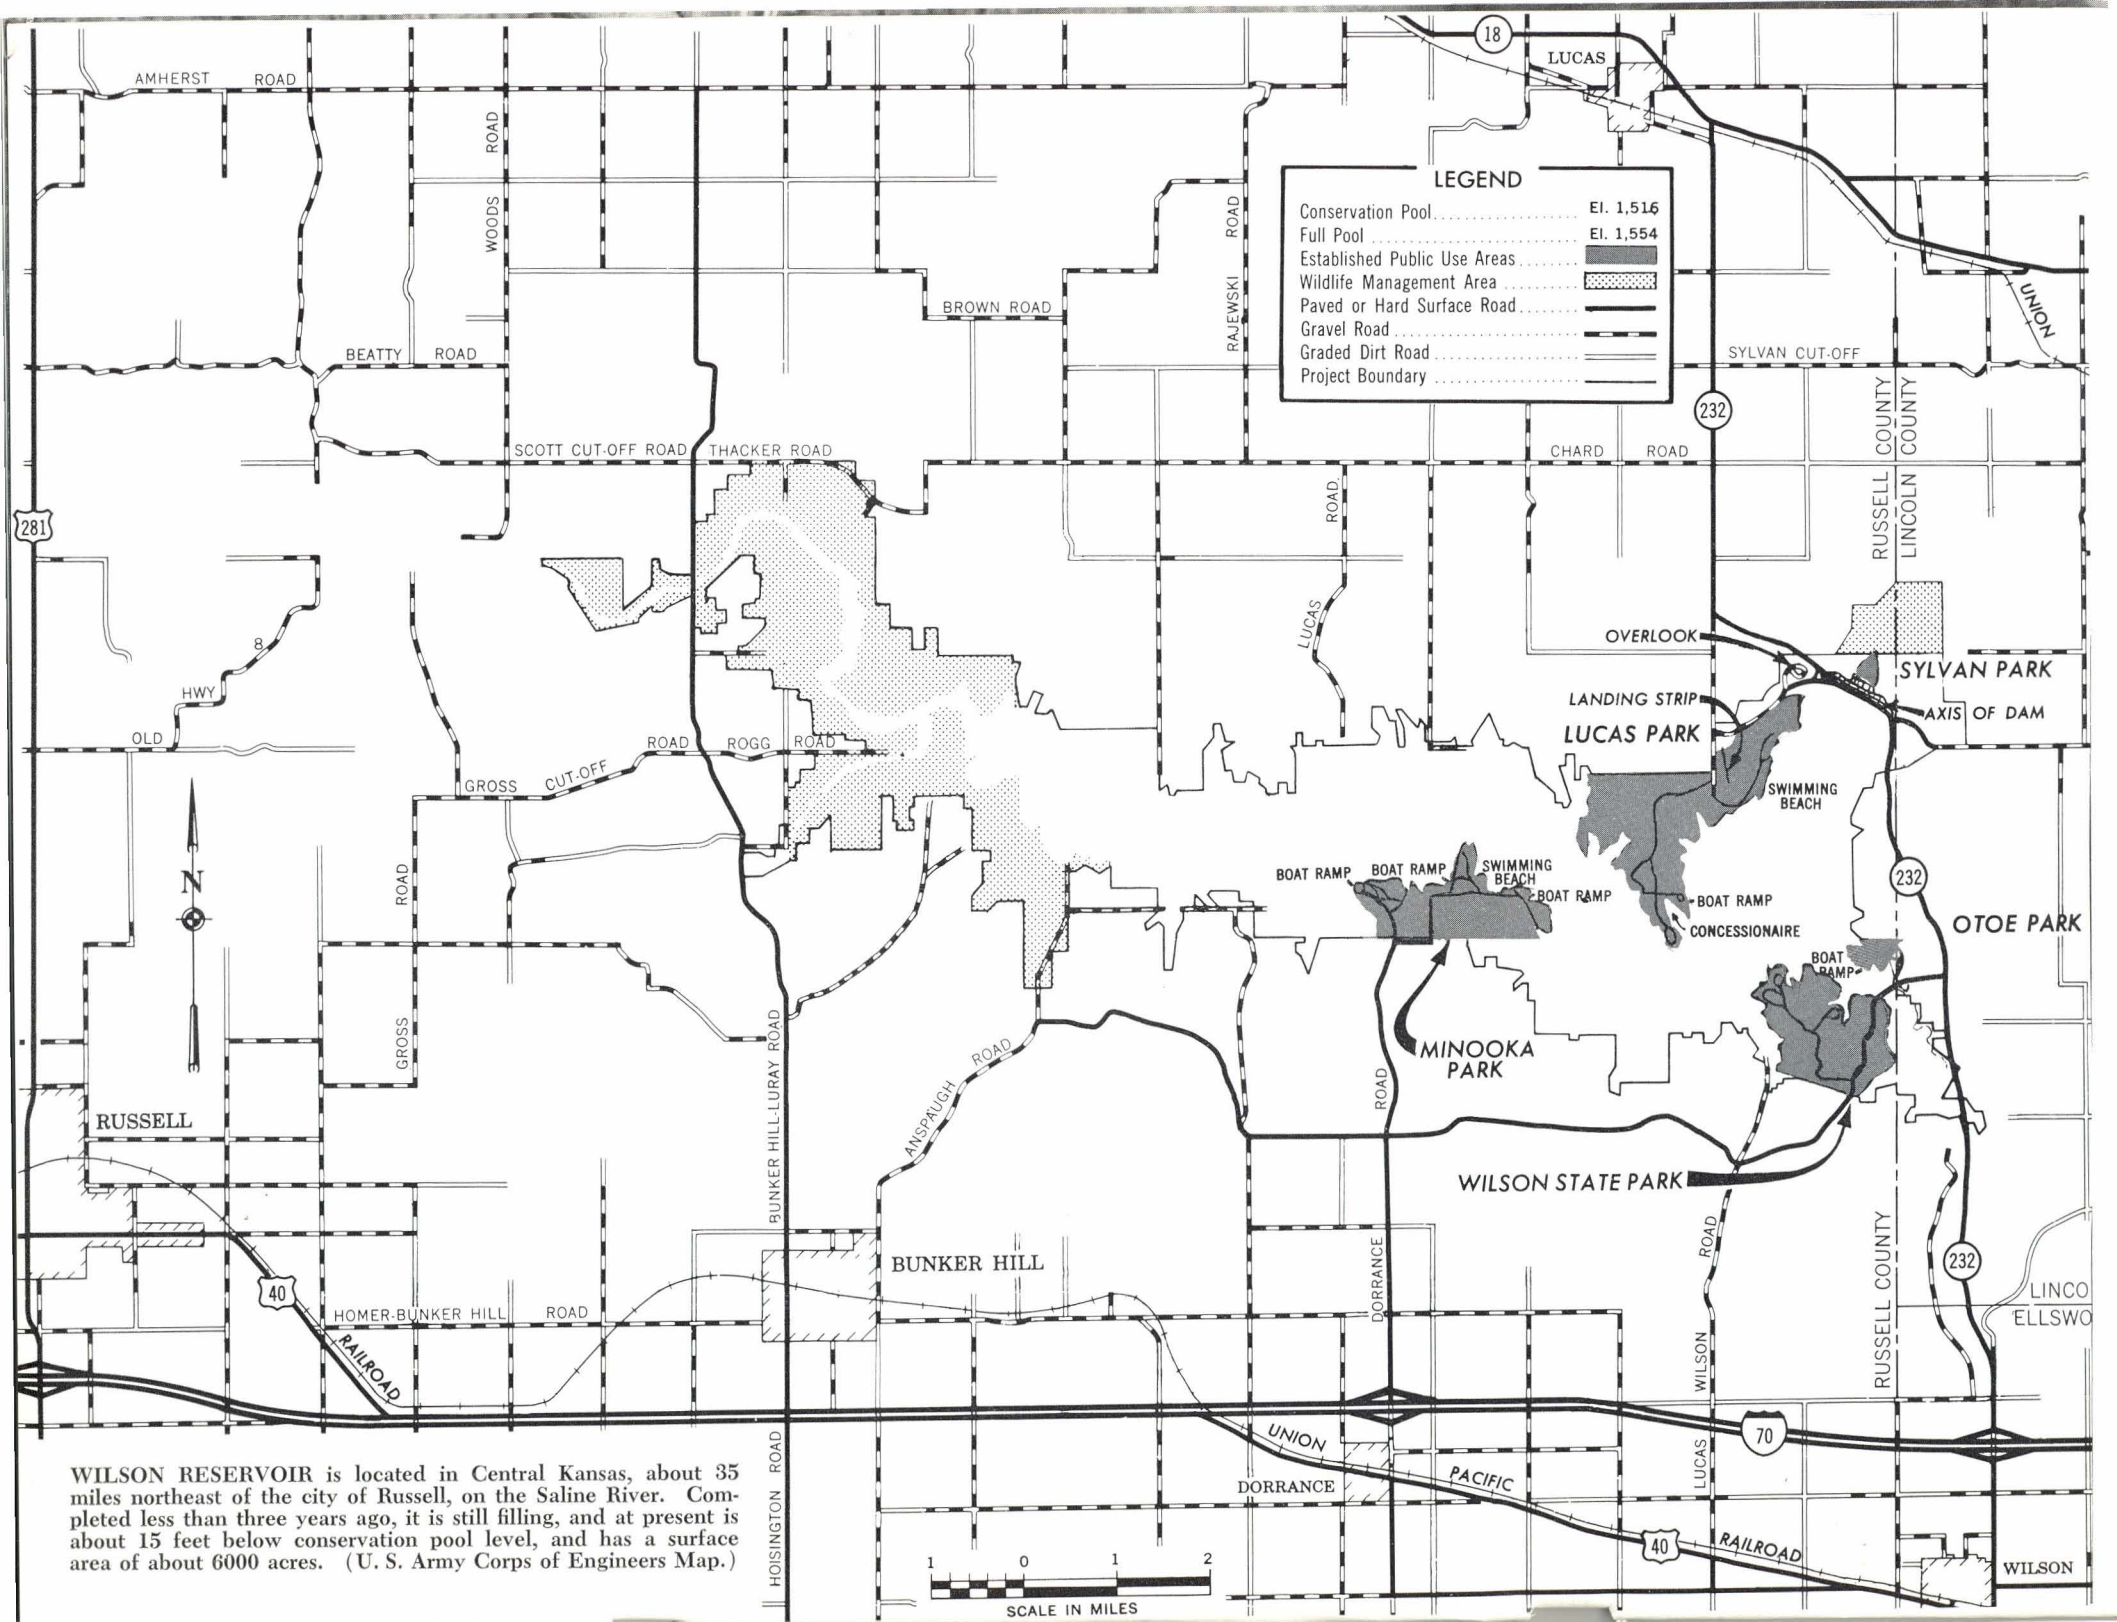 AMHERST ROAD
WOODS ROAD
BEATTY ROAD
SCOTT CUT-OFF ROAD
THACKER ROAD
BROWN ROAD
RAJEWSKI ROAD
18
LUCAS
LEGEND
Conservation Pool El. 1,516
Full Pool El. 1,554
Established Public Use Areas
Wildlife Management Area
Paved or Hard Surface Road
Gravel Road
Graded Dirt Road
Project Boundary
UNION
SYLVAN CUT-OFF
232
CHARD ROAD
RUSSELL COUNTY
LINCOLN COUNTY
281
OLD HWY 8
LUCAS ROAD
OVERLOOK
SYLVAN PARK
LANDING STRIP
AXIS OF DAM
LUCAS PARK
SWIMMING
BEACH
GROSS CUT-OFF ROAD
ROGG ROAD
N
GROSS ROAD
BOAT RAMP
BOAT RAMP
SWIMMING
BEACH
BOAT RAMP
BOAT RAMP
CONCESSIONAIRE
232
OTOE PARK
BOAT
RAMP
MINOOKA
PARK
ANSPAUGH ROAD
BUNKER HILL-LURAY ROAD
RUSSELL
WILSON STATE PARK
DORRANCE ROAD
BUNKER HILL
40
HOMER-BUNKER HILL ROAD
RAILROAD
LUCAS WILSON ROAD
RUSSELL COUNTY
232
LINCO
ELLSWO
70
HOISINGTON ROAD
UNION PACIFIC RAILROAD
DORRANCE
40
WILSON
WILSON RESERVOIR is located in Central Kansas, about 35
miles northeast of the city of Russell, on the Saline River. Com-
pleted less than three years ago, it is still filling, and at present is
about 15 feet below conservation pool level, and has a surface
area of about 6000 acres. (U. S. Army Corps of Engineers Map.)
1 0 1 2
SCALE IN MILES